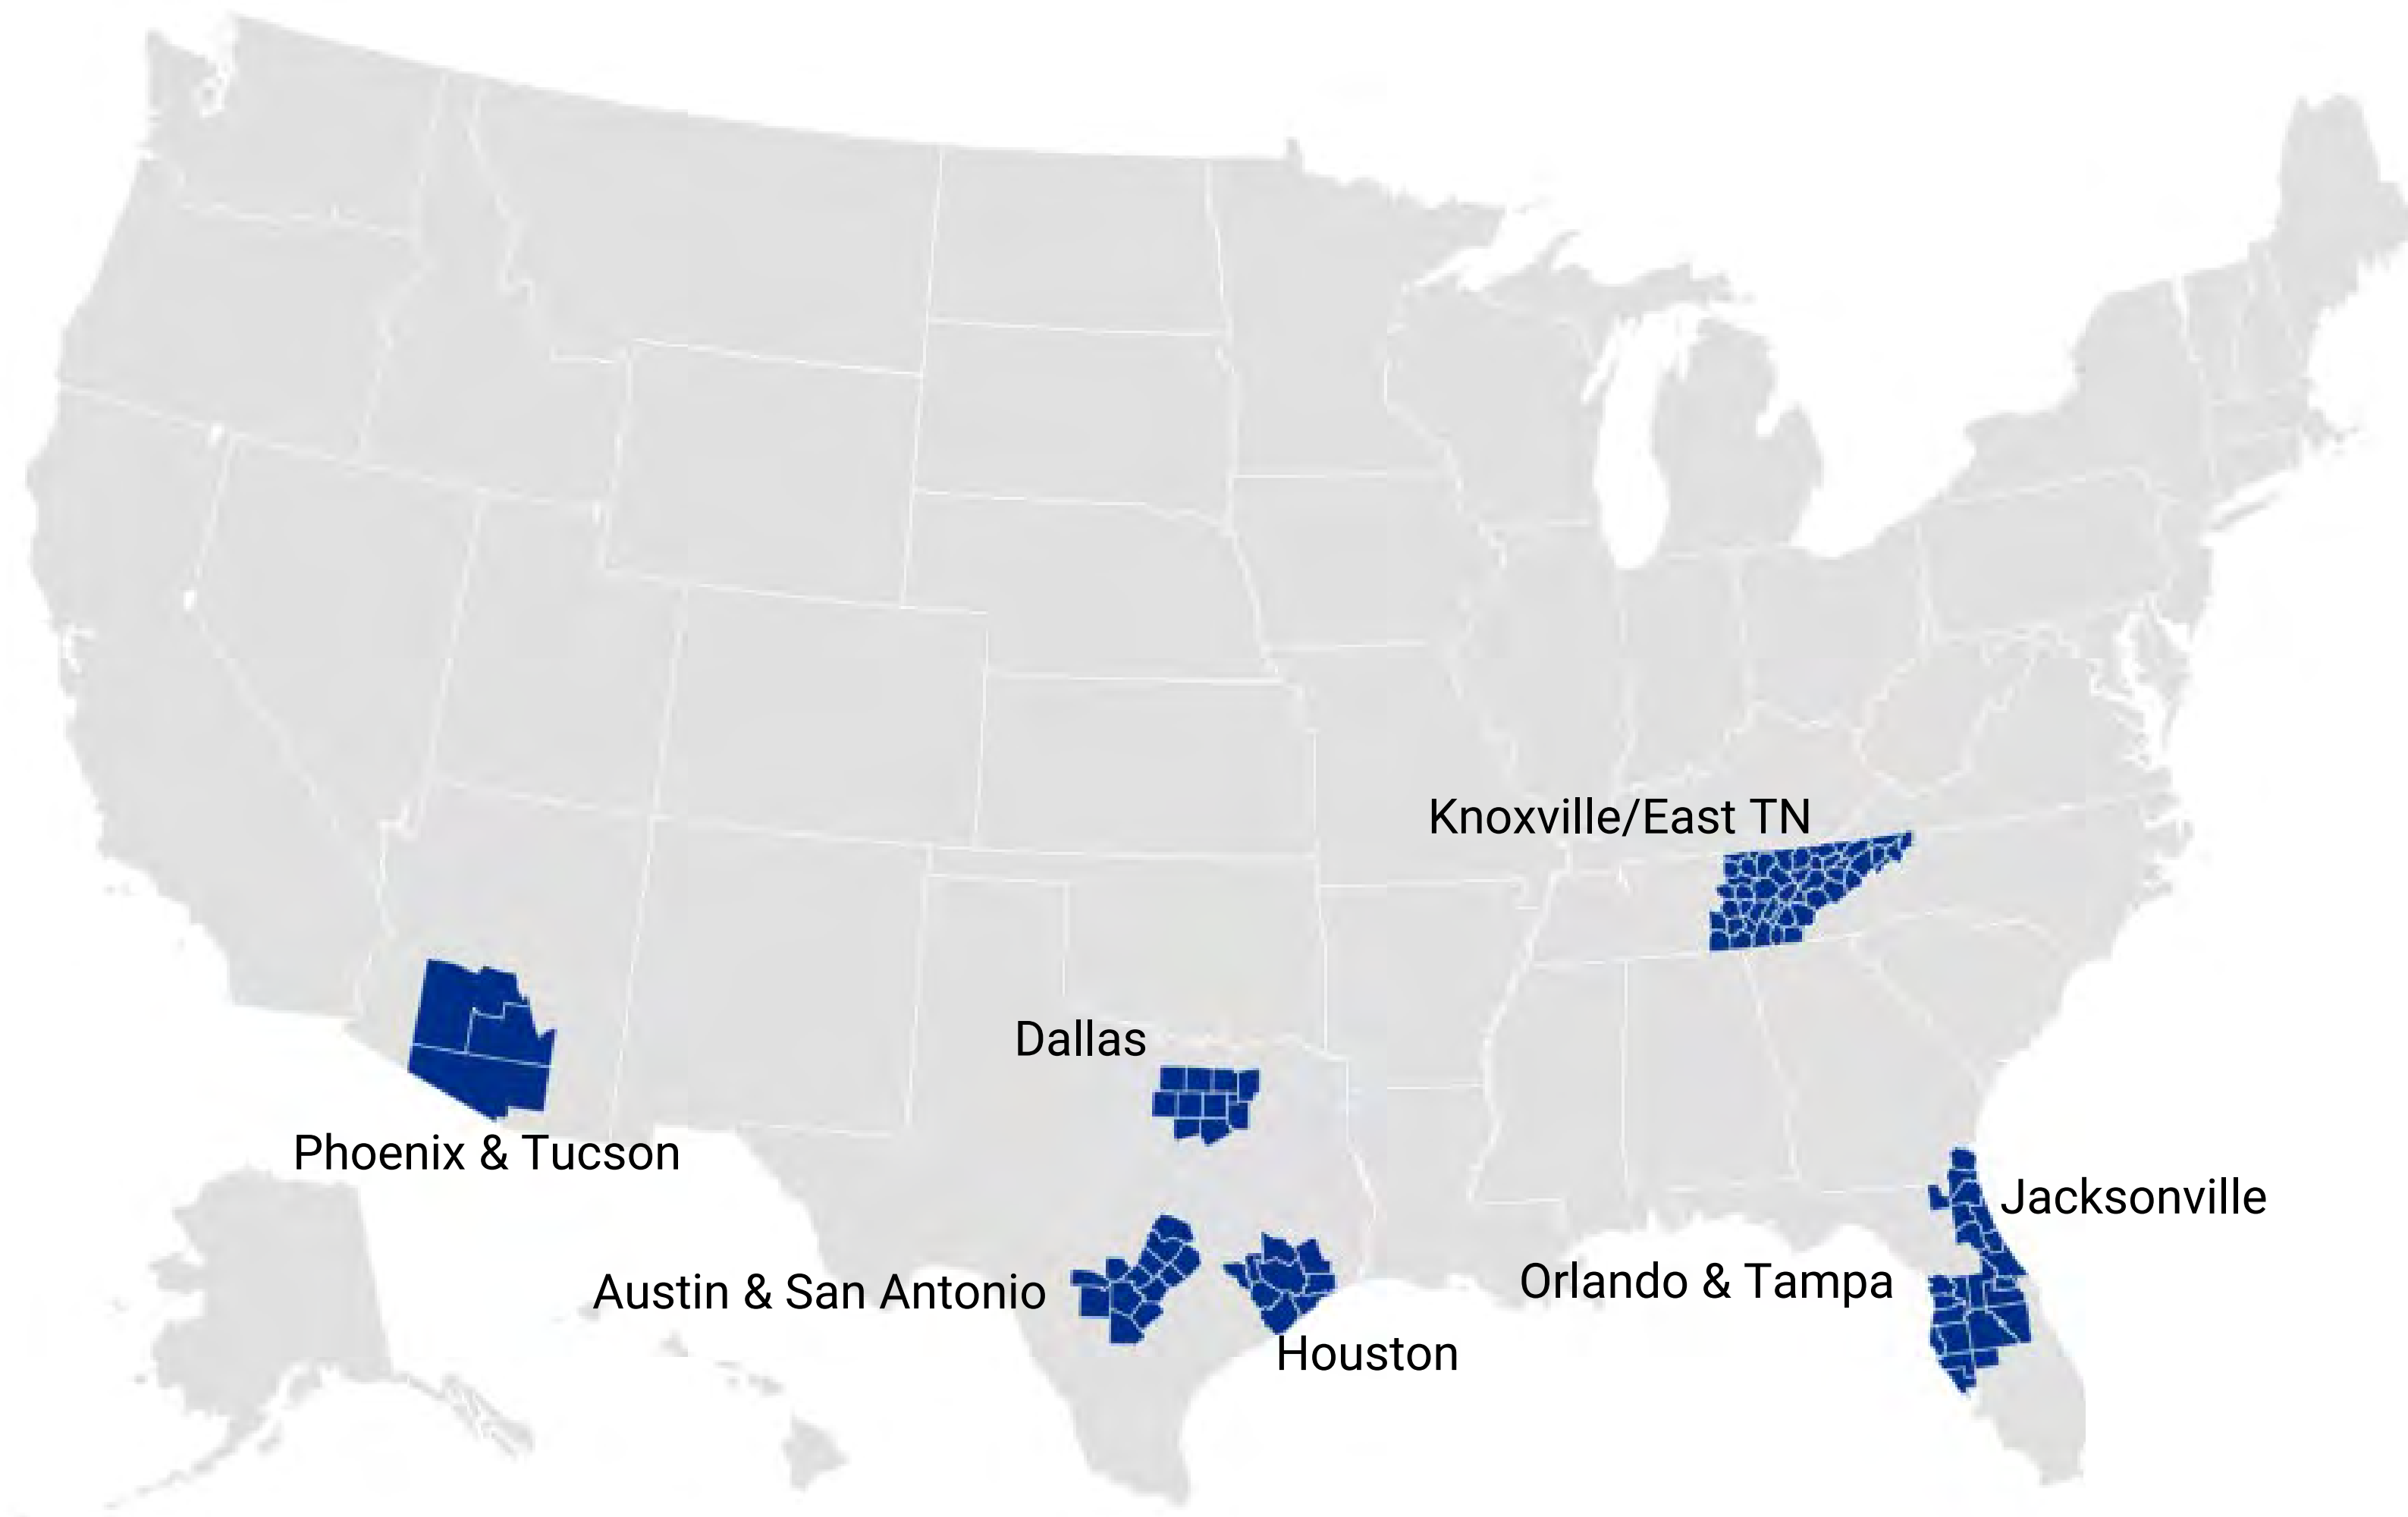 Knoxville/East TN
Dallas
Phoenix & Tucson
Jacksonville
Austin & San Antonio
Orlando & Tampa
Houston